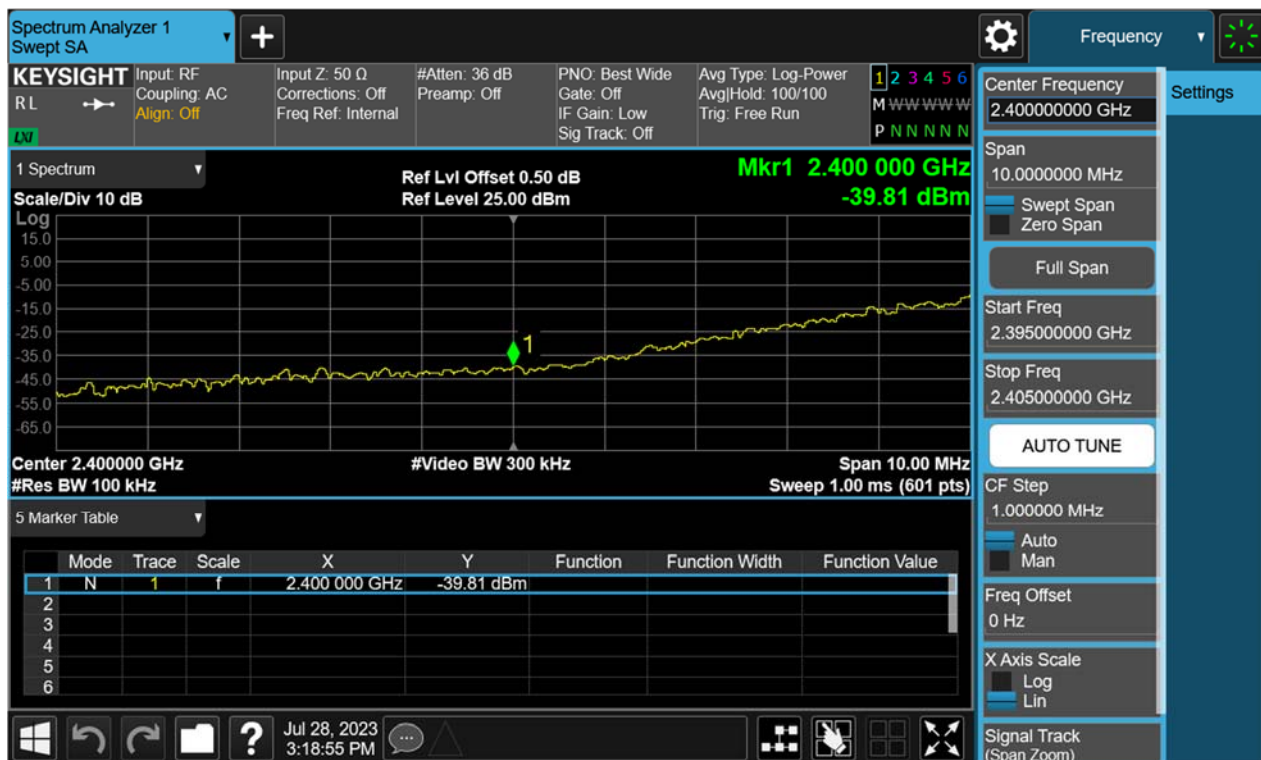 Spectrum Analyzer 1
Swept SA
+
Frequency
KEYSIGHT
R L
LXI
Input: RF
Coupling: AC
Align: Off
Input Z: 50 Ω
Corrections: Off
Freq Ref: Internal
#Atten: 36 dB
Preamp: Off
PNO: Best Wide
Gate: Off
IF Gain: Low
Sig Track: Off
Avg Type: Log-Power
Avg|Hold: 100/100
Trig: Free Run
1 2 3 4 5 6
M W W W W W
P N N N N N
1 Spectrum
Scale/Div 10 dB
Ref Lvl Offset 0.50 dB
Ref Level 25.00 dBm
Mkr1 2.400 000 GHz
-39.81 dBm
Log
15.0
5.00
-5.00
-15.0
-25.0
-35.0
-45.0
-55.0
-65.0
1
Center 2.400000 GHz
#Res BW 100 kHz
#Video BW 300 kHz
Span 10.00 MHz
Sweep 1.00 ms (601 pts)
5 Marker Table
Mode Trace Scale X Y Function Function Width Function Value
1 N 1 f 2.400 000 GHz -39.81 dBm
2
3
4
5
6
?
Jul 28, 2023
3:18:55 PM
Center Frequency
2.400000000 GHz
Span
10.0000000 MHz
Swept Span
Zero Span
Full Span
Start Freq
2.395000000 GHz
Stop Freq
2.405000000 GHz
AUTO TUNE
CF Step
1.000000 MHz
Auto
Man
Freq Offset
0 Hz
X Axis Scale
Log
Lin
Signal Track
(Span Zoom)
Settings